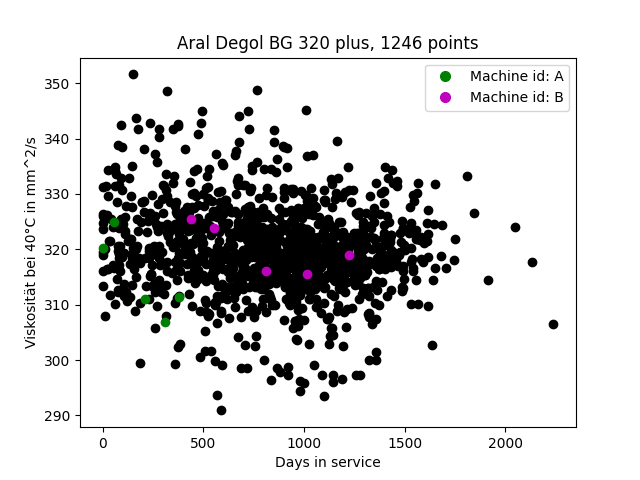 Aral Degol BG 320 plus, 1246 points
Machine id: A
Machine id: B
Viskosität bei 40°C in mm^2/s
350
340
330
320
310
300
290
0 500 1000 1500 2000
Days in service